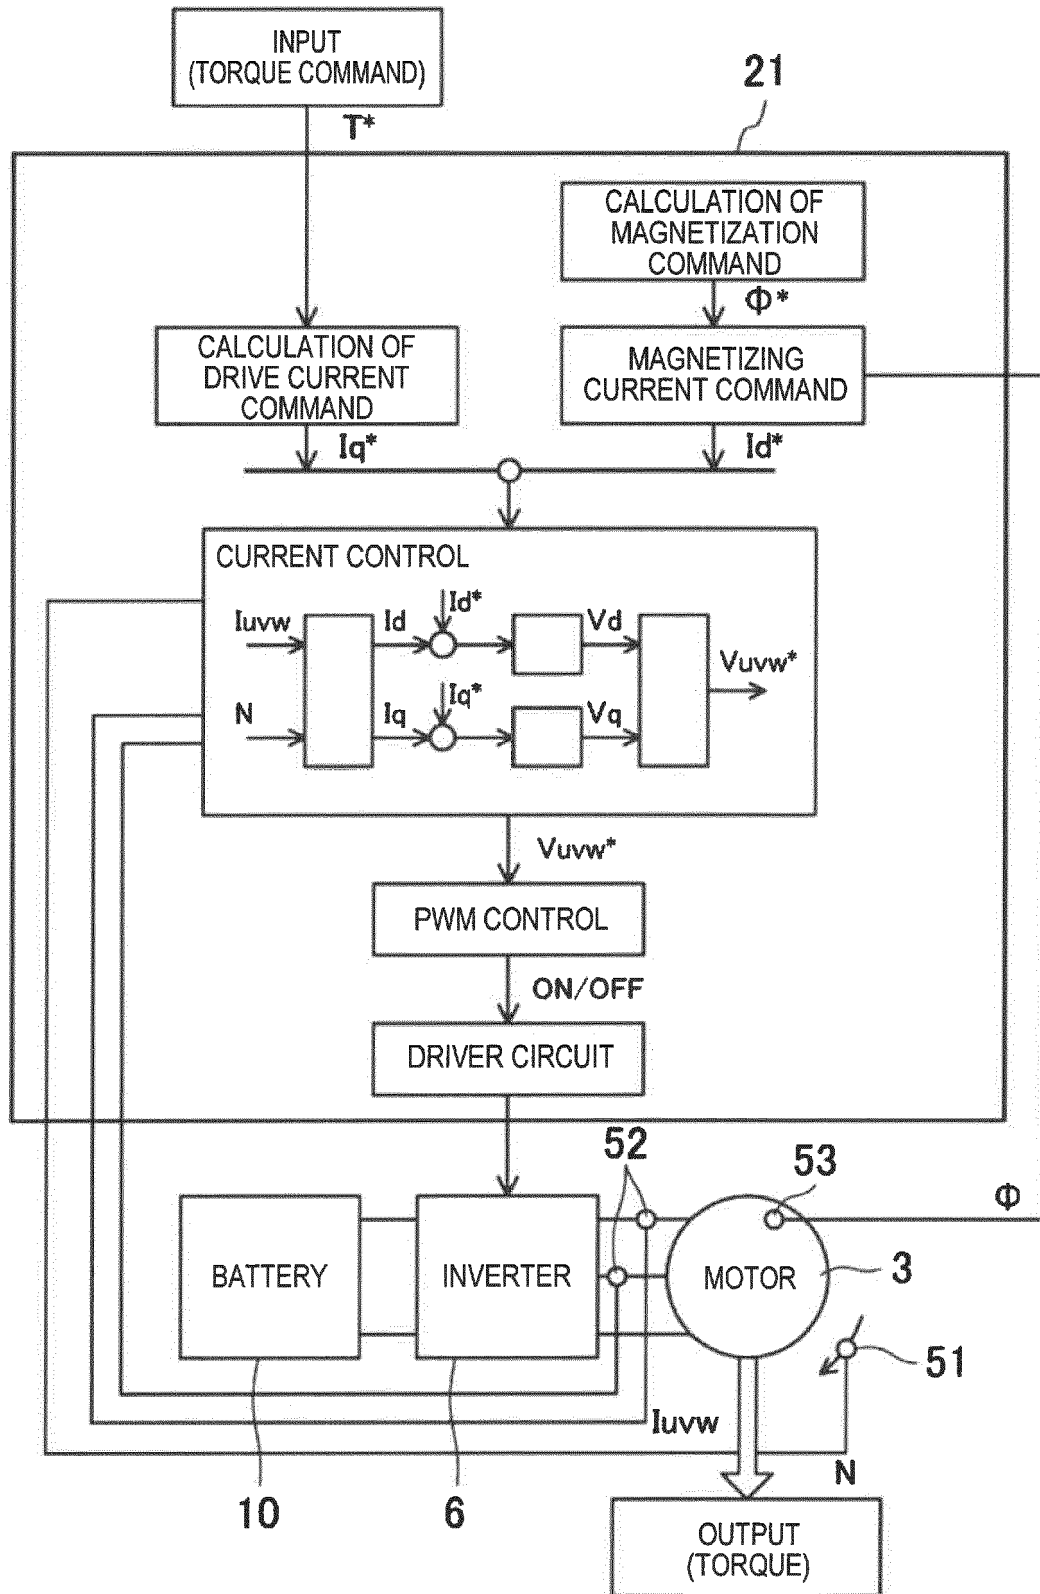 INPUT
(TORQUE COMMAND)
21
T*
CALCULATION OF
MAGNETIZATION
COMMAND
Φ*
CALCULATION OF
DRIVE CURRENT
COMMAND
MAGNETIZING
CURRENT COMMAND
Iq*
Id*
CURRENT CONTROL
Iuvw
Id
Id*
Vd
Vuvw*
N
Iq
Iq*
Vq
Vuvw*
PWM CONTROL
ON/OFF
DRIVER CIRCUIT
52
53
Φ
BATTERY
INVERTER
MOTOR
3
51
Iuvw
N
10
6
OUTPUT
(TORQUE)